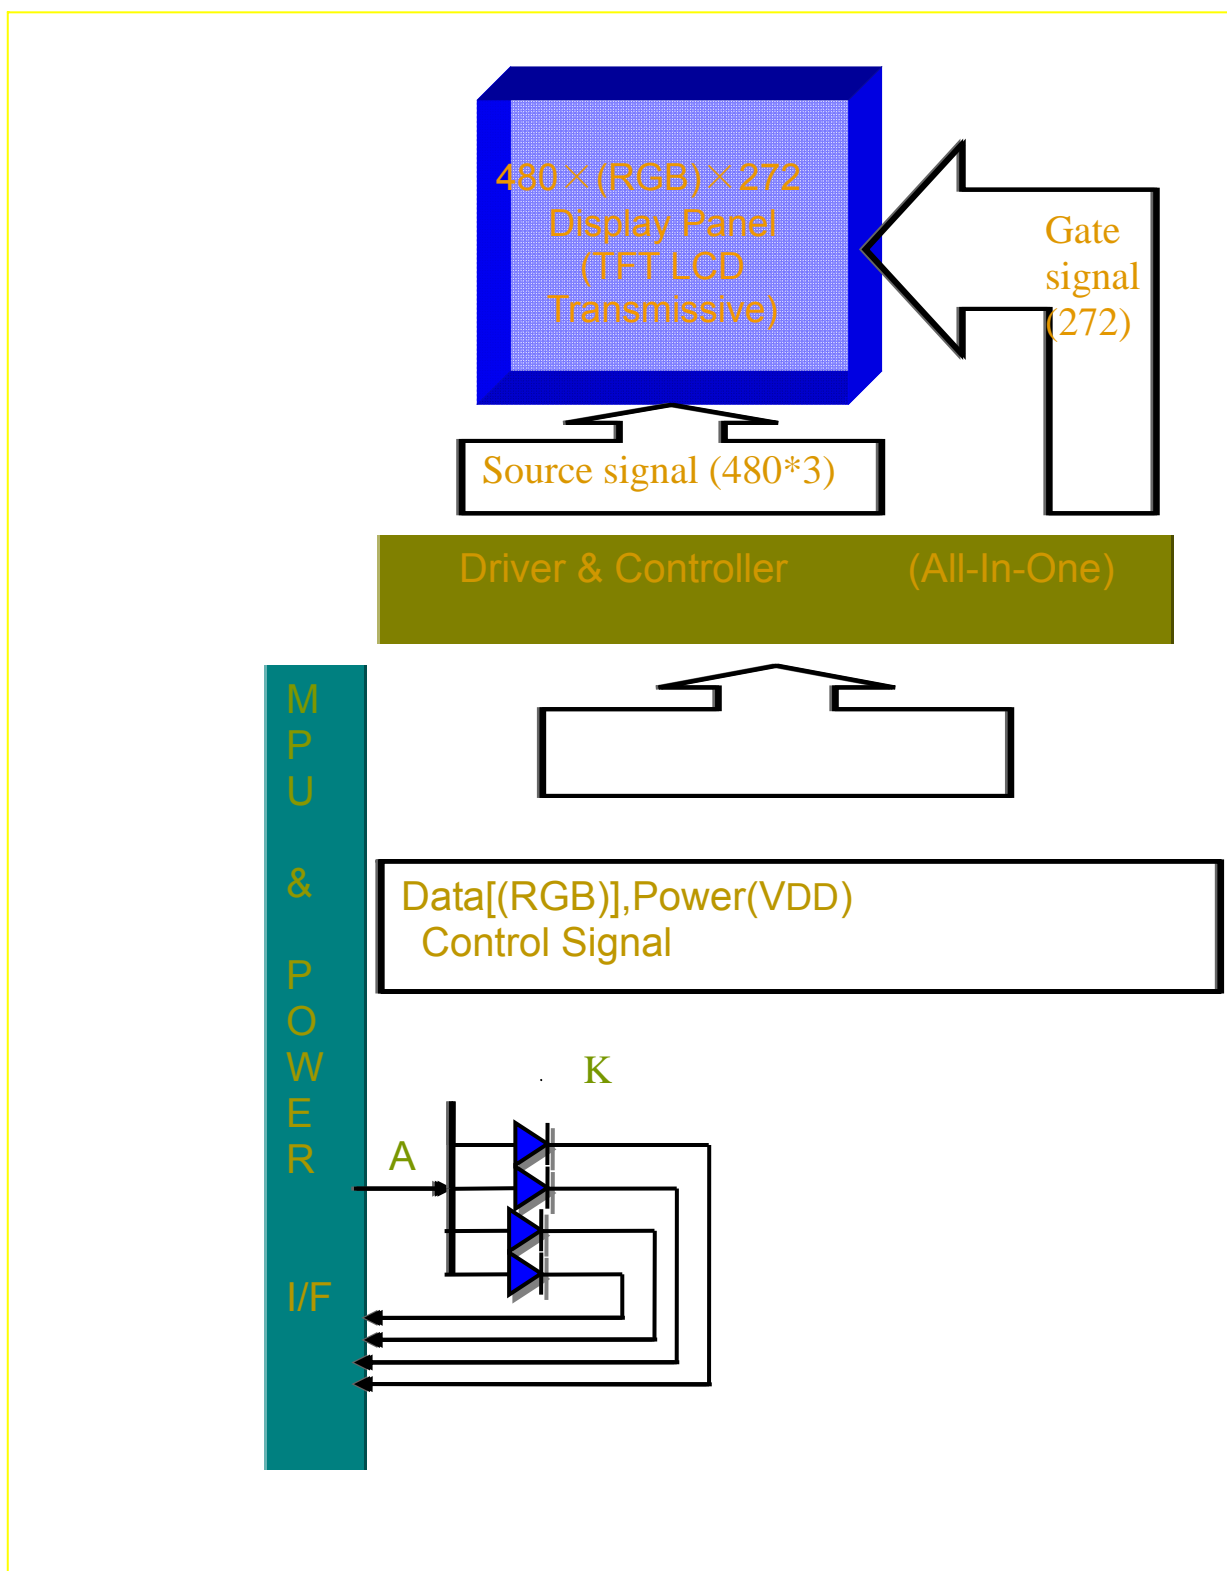 480×(RGB)×272
Display Panel
(TFT LCD
Transmissive)
Gate
signal
(272)
Source signal (480*3)
Driver & Controller (All-In-One)
M
P
U
&
P
O
W
E
R
I/F
Data[(RGB)],Power(VDD)
Control Signal
K
A